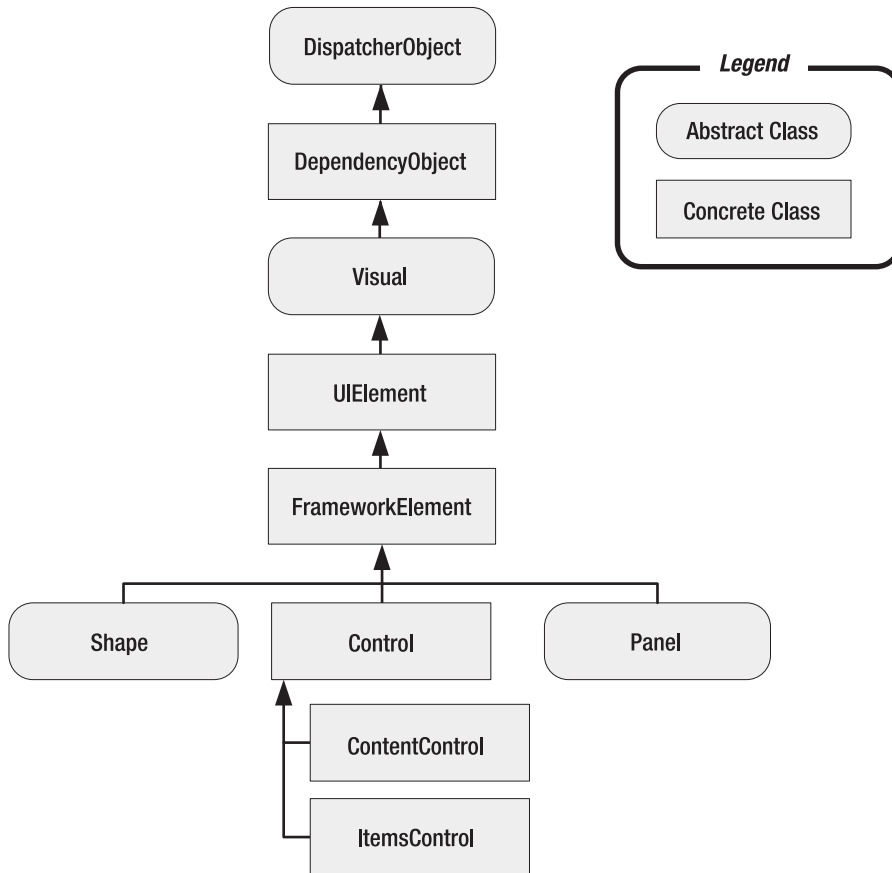 DispatcherObject
Legend
Abstract Class
DependencyObject
Concrete Class
Visual
UIElement
FrameworkElement
Shape
Control
Panel
ContentControl
ItemsControl